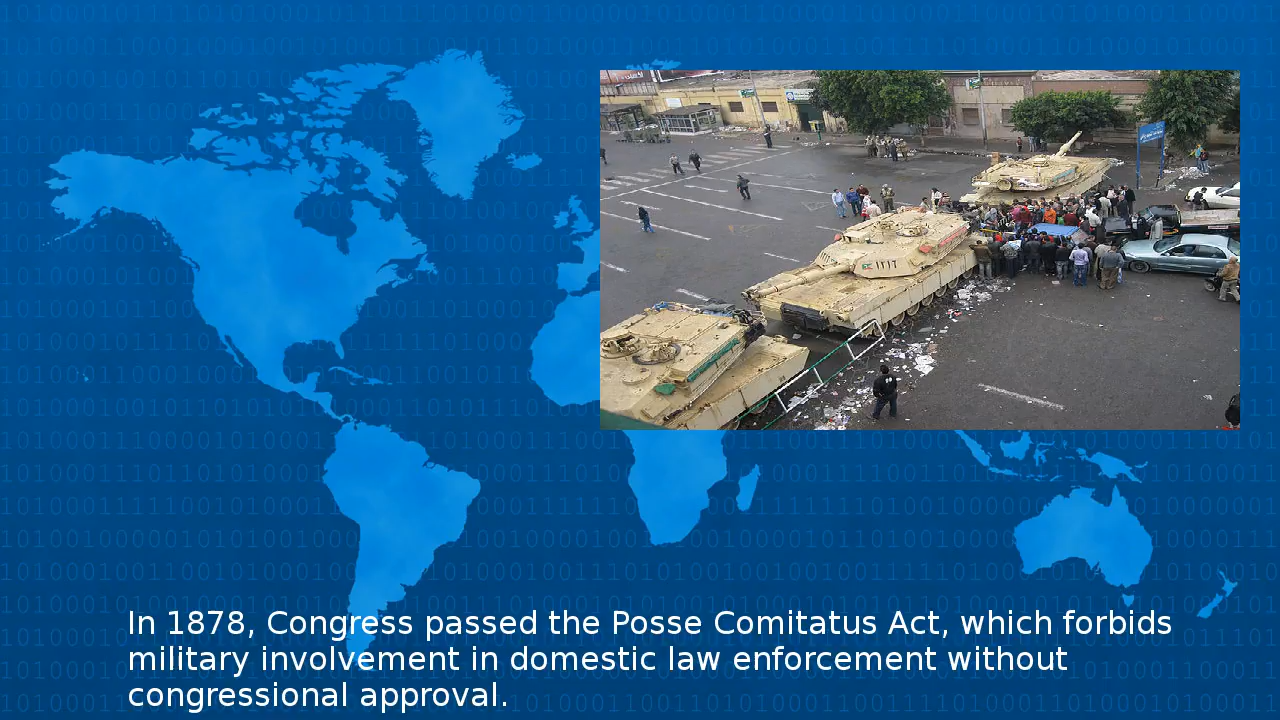 ١٢١٢
In 1878, Congress passed the Posse Comitatus Act, which forbids
military involvement in domestic law enforcement without
congressional approval.